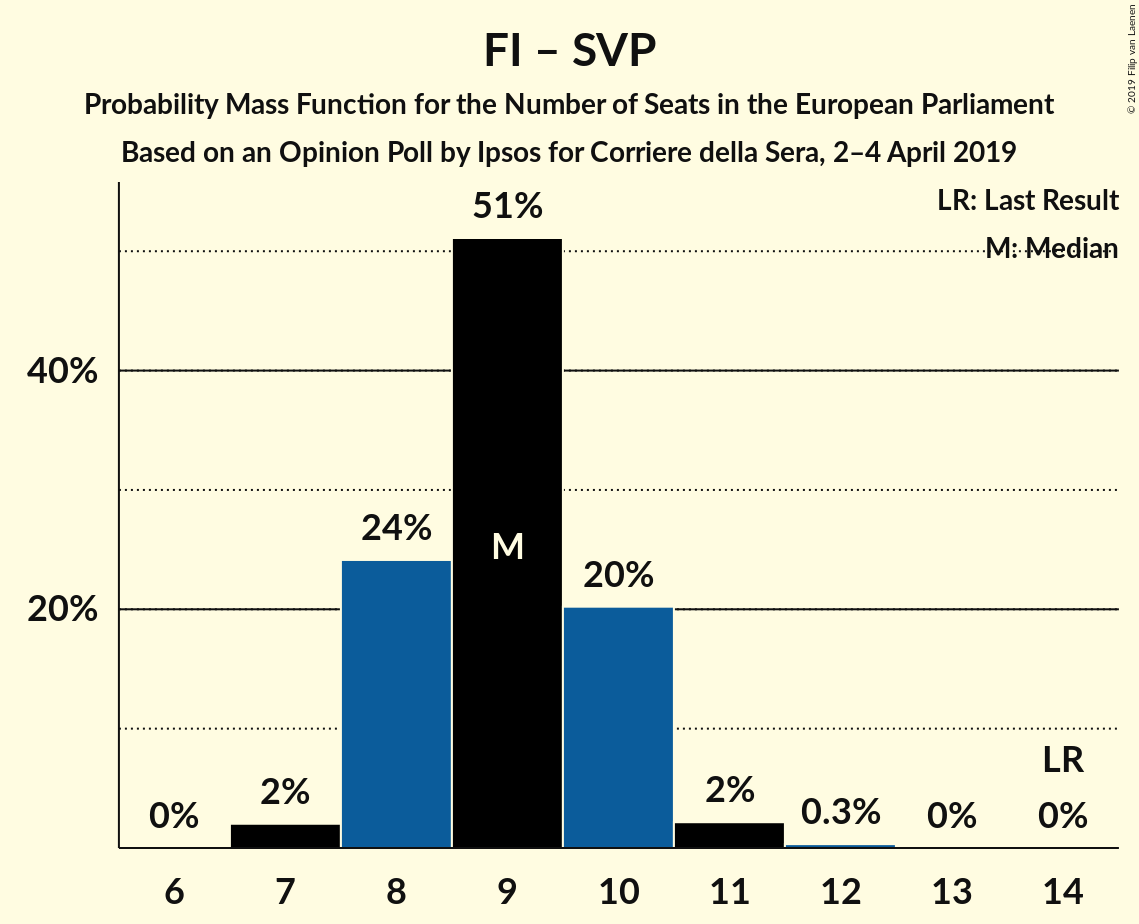 FI – SVP
Probability Mass Function for the Number of Seats in the European Parliament
Based on an Opinion Poll by Ipsos for Corriere della Sera, 2–4 April 2019
© 2019 Filip van Laenen
LR: Last Result
M: Median
51%
40%
24%
M
20%
20%
LR
0%
2%
2%
0.3%
0%
0%
6 7 8 9 10 11 12 13 14